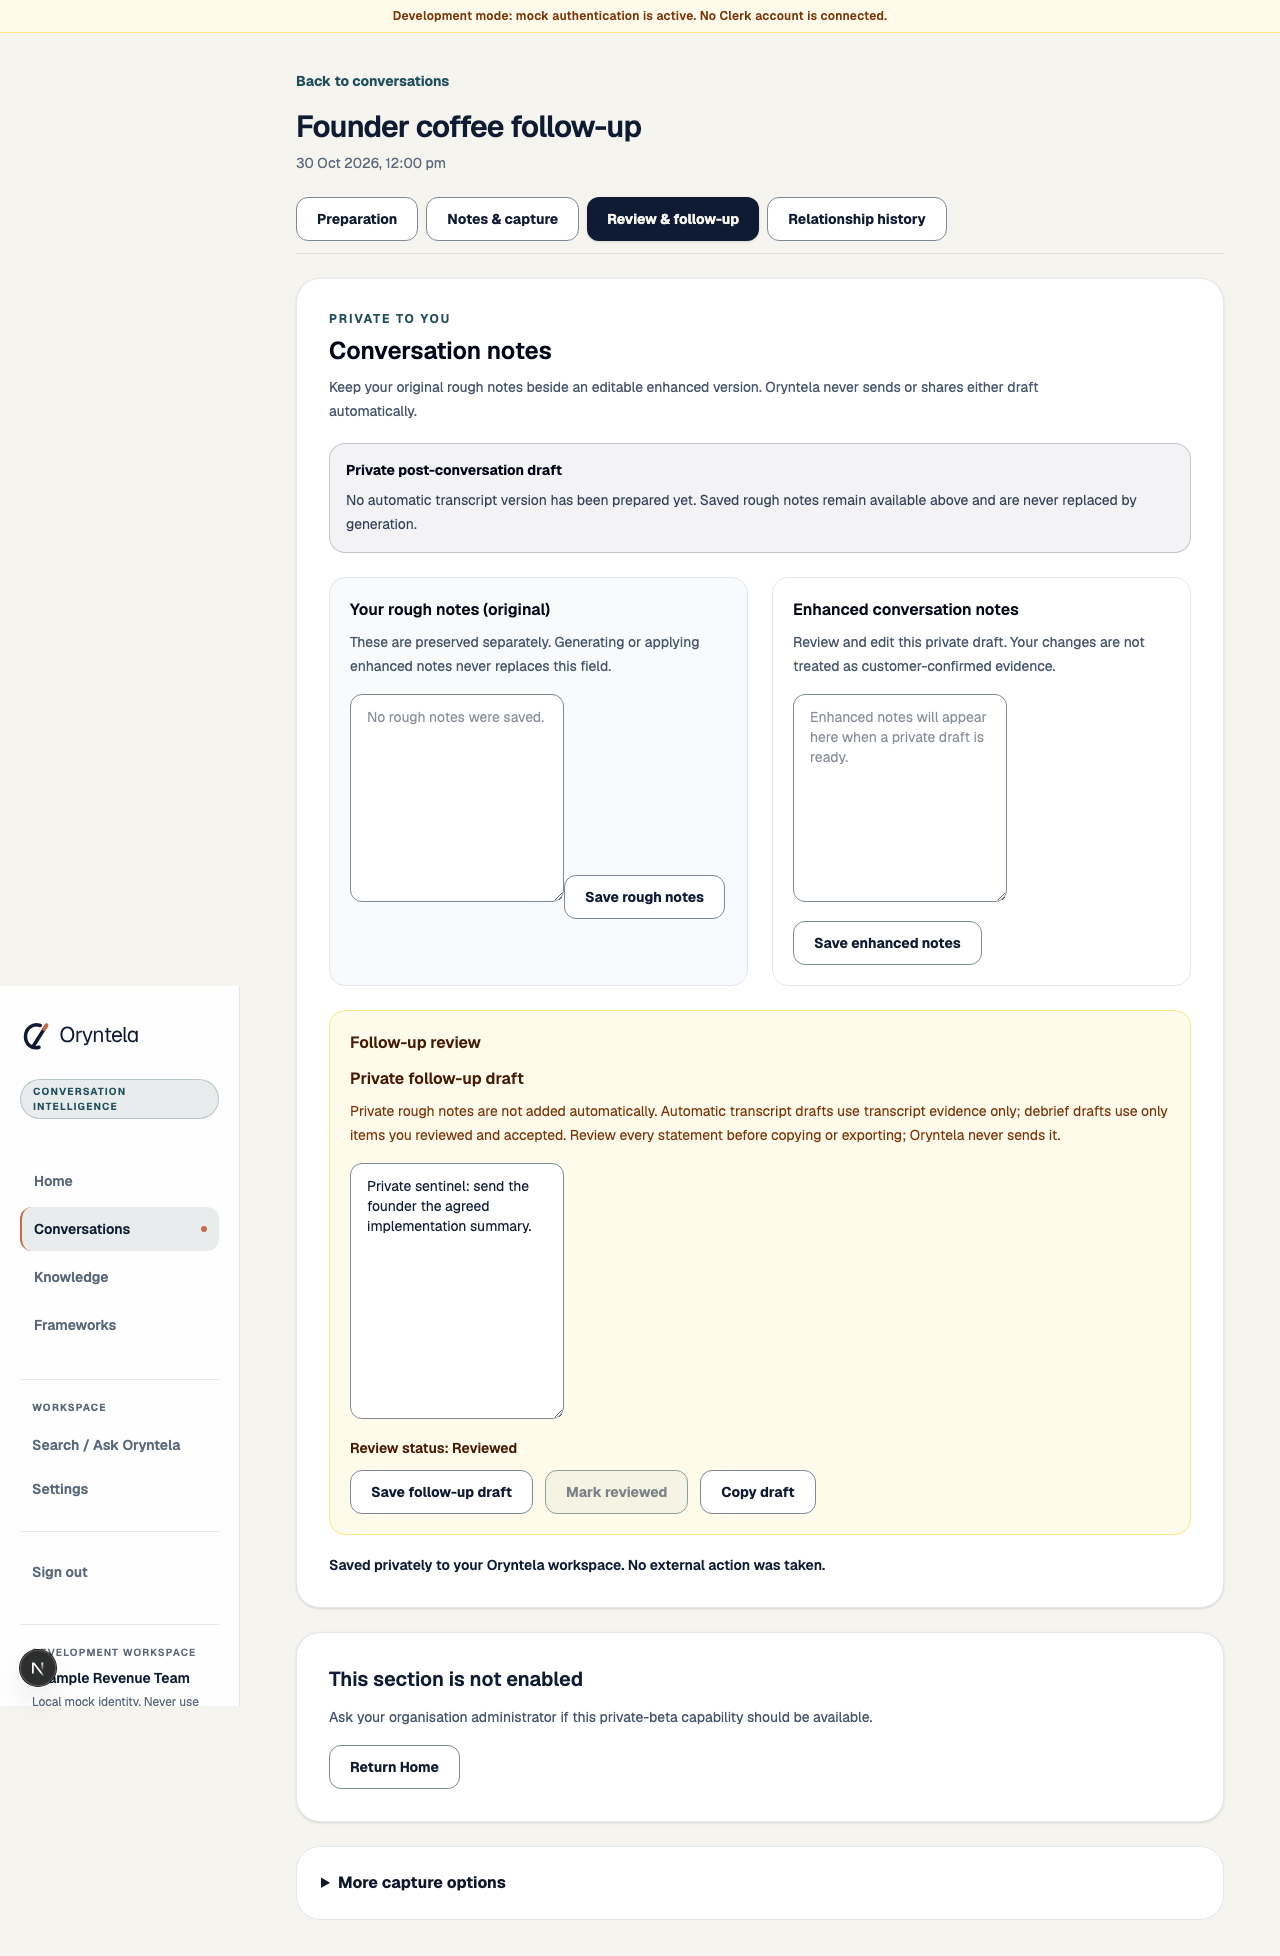 Development mode: mock authentication is active. No Clerk account is connected.
Back to conversations
Founder coffee follow-up
30 Oct 2026, 12:00 pm
Preparation
Notes & capture
Review & follow-up
Relationship history
PRIVATE TO YOU
Conversation notes
Keep your original rough notes beside an editable enhanced version. Oryntela never sends or shares either draft
automatically.
Private post-conversation draft
No automatic transcript version has been prepared yet. Saved rough notes remain available above and are never replaced by
generation.
Your rough notes (original)
These are preserved separately. Generating or applying
enhanced notes never replaces this field.
No rough notes were saved.
Save rough notes
Enhanced conversation notes
Review and edit this private draft. Your changes are not
treated as customer-confirmed evidence.
Enhanced notes will appear
here when a private draft is
ready.
Save enhanced notes
Follow-up review
Private follow-up draft
Private rough notes are not added automatically. Automatic transcript drafts use transcript evidence only; debrief drafts use only
items you reviewed and accepted. Review every statement before copying or exporting; Oryntela never sends it.
Private sentinel: send the
founder the agreed
implementation summary.
Review status: Reviewed
Save follow-up draft
Mark reviewed
Copy draft
Saved privately to your Oryntela workspace. No external action was taken.
This section is not enabled
Ask your organisation administrator if this private-beta capability should be available.
Return Home
More capture options
Oryntela
CONVERSATION
INTELLIGENCE
Home
Conversations
Knowledge
Frameworks
WORKSPACE
Search / Ask Oryntela
Settings
Sign out
WORKSPACE
Revenue Team
Local mock identity. Never use
N